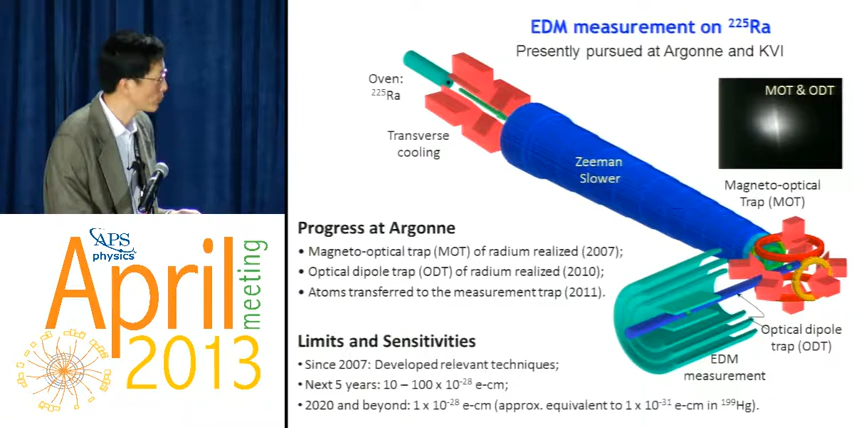 EDM measurement on ²²⁵Ra
Presently pursued at Argonne and KVI
Oven:
²²⁵Ra
Transverse
cooling
Zeeman
Slower
MOT & ODT
Magneto-optical
Trap (MOT)
Optical dipole
trap (ODT)
EDM
measurement
Progress at Argonne
• Magneto-optical trap (MOT) of radium realized (2007);
• Optical dipole trap (ODT) of radium realized (2010);
• Atoms transferred to the measurement trap (2011).
Limits and Sensitivities
• Since 2007: Developed relevant techniques;
• Next 5 years: 10 – 100 x 10⁻²⁸ e-cm;
• 2020 and beyond: 1 x 10⁻²⁸ e-cm (approx. equivalent to 1 x 10⁻³¹ e-cm in ¹⁹⁹Hg).
APS
physics
April
meeting
2013